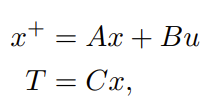 x⁺ = Ax + Bu
T = Cx,